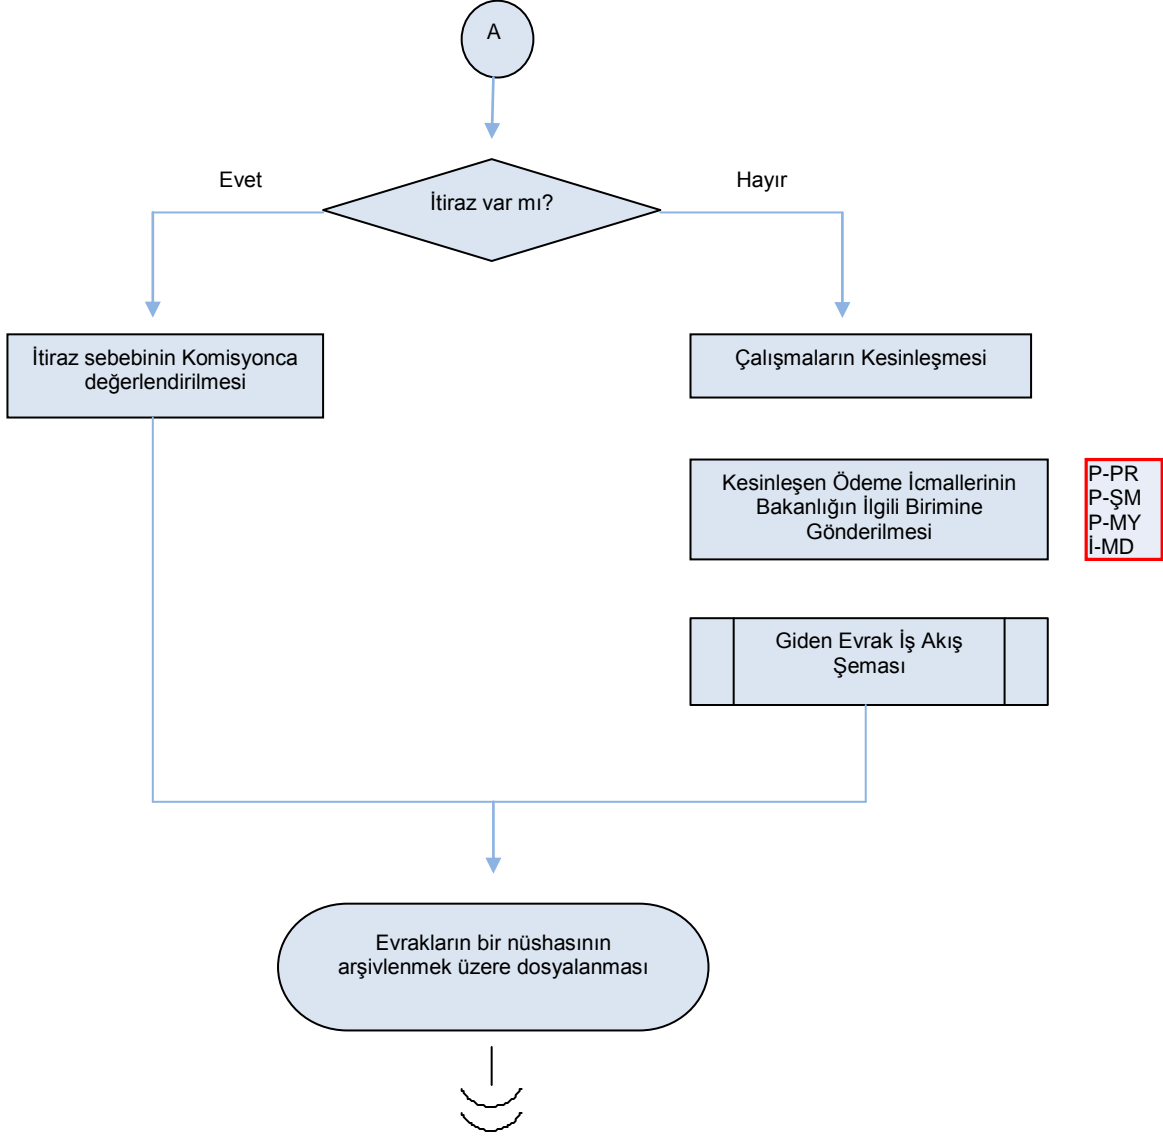 A
İtiraz var mı?
Evet
Hayır
İtiraz sebebinin Komisyonca
değerlendirilmesi
Çalışmaların Kesinleşmesi
Kesinleşen Ödeme İcmallerinin
Bakanlığın İlgili Birimine
Gönderilmesi
P-PR
P-ŞM
P-MY
İ-MD
Giden Evrak İş Akış
Şeması
Evrakların bir nüshasının
arşivlenmek üzere dosyalanması